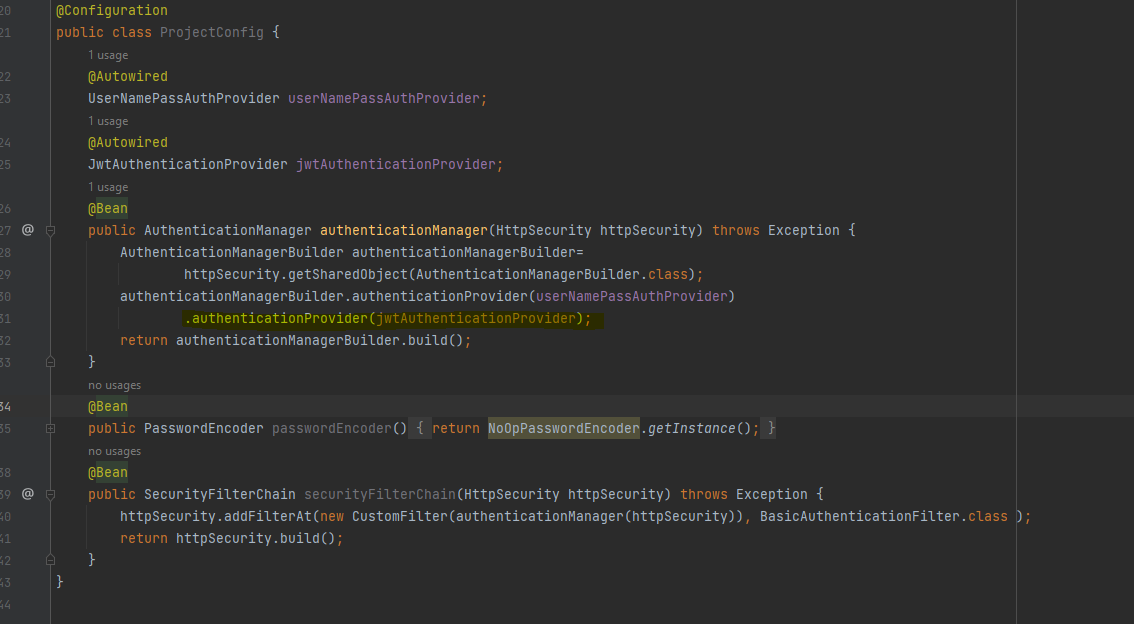 20 @Configuration
21 public class ProjectConfig {
1 usage
22 @Autowired
23 UserNamePassAuthProvider userNamePassAuthProvider;
1 usage
24 @Autowired
25 JwtAuthenticationProvider jwtAuthenticationProvider;
1 usage
26 @Bean
27 @ public AuthenticationManager authenticationManager(HttpSecurity httpSecurity) throws Exception {
28 AuthenticationManagerBuilder authenticationManagerBuilder=
29 httpSecurity.getSharedObject(AuthenticationManagerBuilder.class);
30 authenticationManagerBuilder.authenticationProvider(userNamePassAuthProvider)
31 .authenticationProvider(jwtAuthenticationProvider);
32 return authenticationManagerBuilder.build();
33 }
no usages
34 @Bean
35 public PasswordEncoder passwordEncoder() { return NoOpPasswordEncoder.getInstance(); }
no usages
38 @Bean
39 @ public SecurityFilterChain securityFilterChain(HttpSecurity httpSecurity) throws Exception {
40 httpSecurity.addFilterAt(new CustomFilter(authenticationManager(httpSecurity)), BasicAuthenticationFilter.class );
41 return httpSecurity.build();
42 }
43 }
44